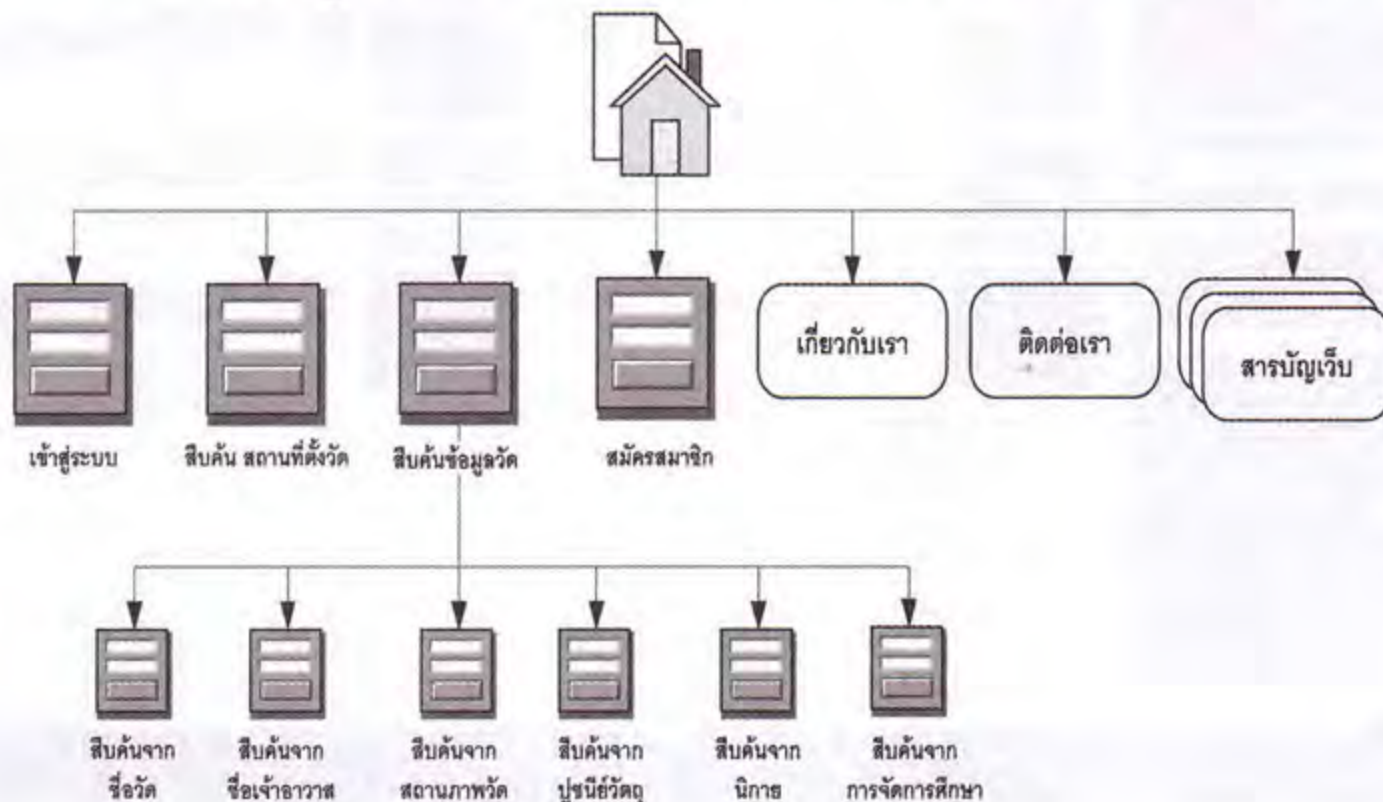 เกี่ยวกับเรา
ติดต่อเรา
สารบัญเว็บ
เข้าสู่ระบบ
สืบค้น สถานที่ตั้งวัด
สืบค้นข้อมูลวัด
สมัครสมาชิก
สืบค้นจาก
ชื่อวัด
สืบค้นจาก
ชื่อเจ้าอาวาส
สืบค้นจาก
สถานภาพวัด
สืบค้นจาก
ปูชนีย์วัตถุ
สืบค้นจาก
นิกาย
สืบค้นจาก
การจัดการศึกษา